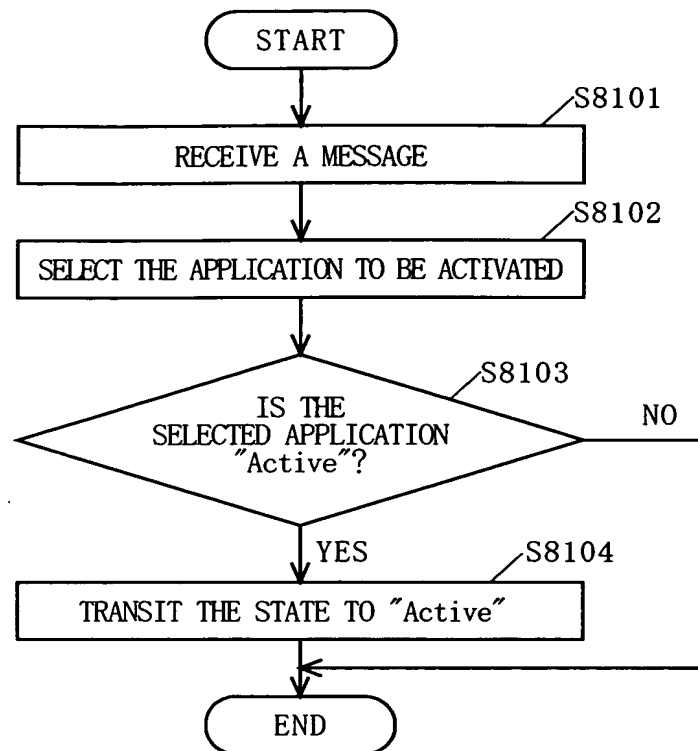 START
S8101
RECEIVE A MESSAGE
S8102
SELECT THE APPLICATION TO BE ACTIVATED
S8103
IS THE
SELECTED APPLICATION
"Active"?
NO
YES
S8104
TRANSIT THE STATE TO "Active"
END